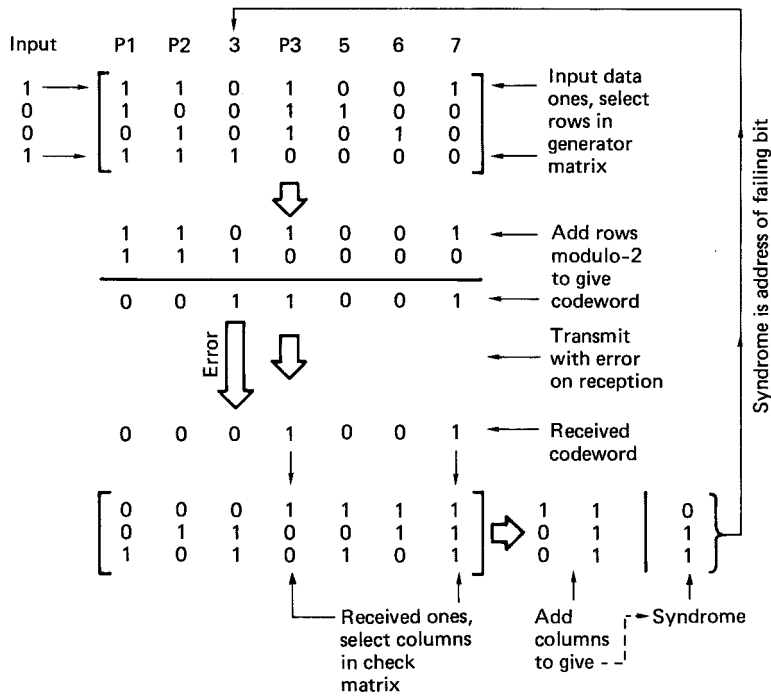 Input P1 P2 3 P3 5 6 7
1 1 1 0 1 0 0 1
0 1 0 0 1 1 0 0
0 0 1 0 1 0 1 0
1 1 1 1 0 0 0 0
Input data
ones, select
rows in
generator
matrix
1 1 0 1 0 0 1
1 1 1 0 0 0 0
0 0 1 1 0 0 1
Add rows
modulo-2
to give
codeword
Error
Transmit
with error
on reception
0 0 0 1 0 0 1
Received
codeword
0 0 0 1 1 1 1 1 1 0
0 1 1 0 0 1 1 0 1 1
1 0 1 0 1 0 1 0 1 1
Received ones,
select columns
in check
matrix
Add
columns
to give
Syndrome
Syndrome is address of failing bit